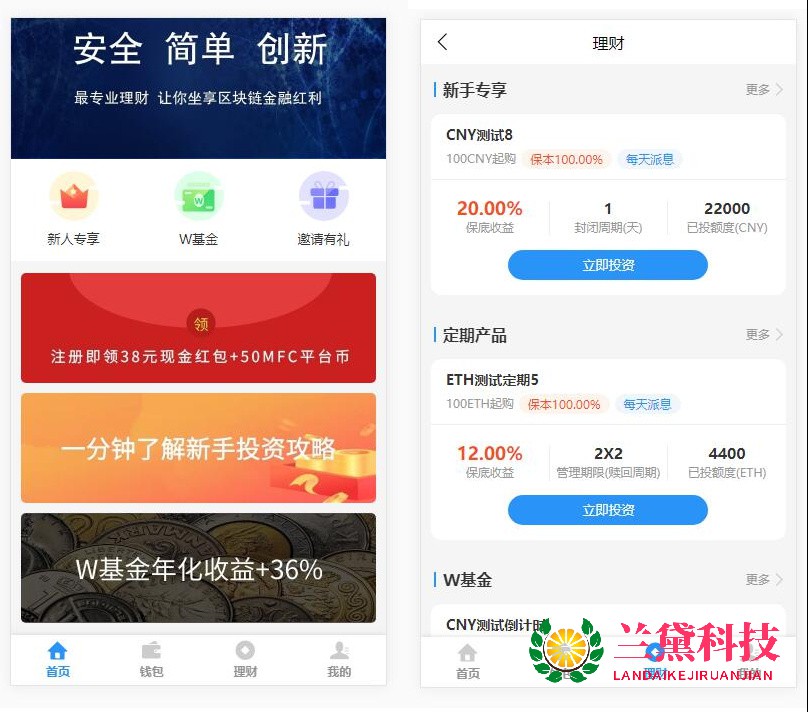 安全 简单 创新
最专业理财 让你坐享区块链金融红利
新人专享
W基金
邀请有礼
领
注册即领38元现金红包+50MFC平台币
一分钟了解新手投资攻略
W基金年化收益+36%
首页
钱包
理财
我的
理财
新手专享
更多
CNY测试8
100CNY起购 保本100.00% 每天派息
20.00%
保底收益
1
封闭周期(天)
22000
已投额度(CNY)
立即投资
定期产品
更多
ETH测试定期5
100ETH起购 保本100.00% 每天派息
12.00%
保底收益
2X2
管理期限(赎回周期)
4400
已投额度(ETH)
立即投资
W基金
更多
CNY测试倒计时
首页
理财
兰黛科技
LANDAIKEJIRUANJIAN